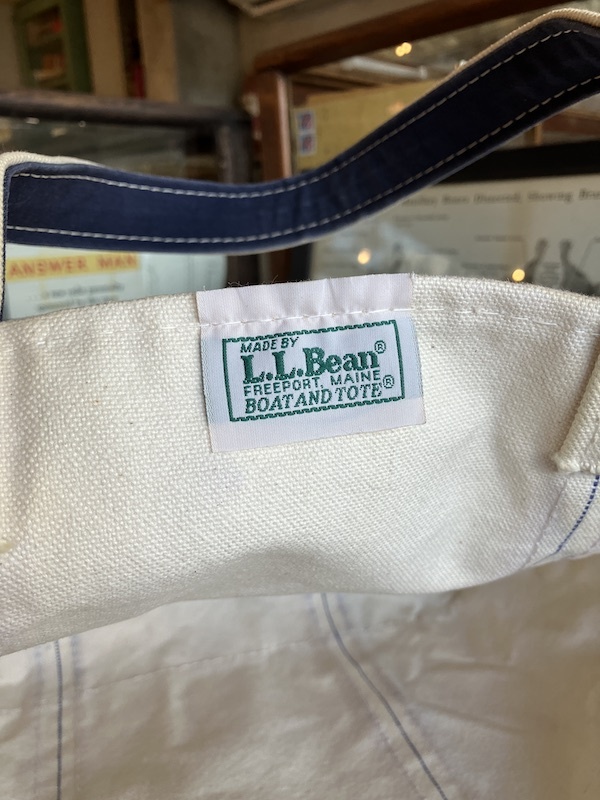 ANSWER MAN
MADE BY
L.L.Bean®
FREEPORT, MAINE
BOAT AND TOTE®